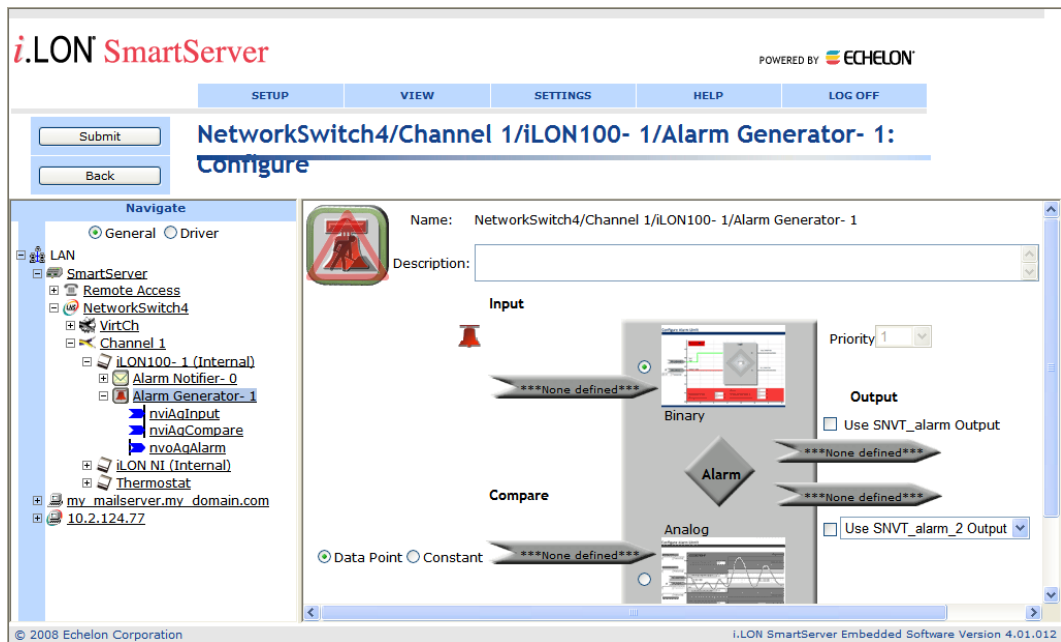 i.LON SmartServer
POWERED BY ECHELON
SETUP VIEW SETTINGS HELP LOG OFF
Submit
Back
NetworkSwitch4/Channel 1/iLON100- 1/Alarm Generator- 1:
Configure
Navigate
General Driver
LAN
SmartServer
Remote Access
NetworkSwitch4
VirtCh
Channel 1
iLON100- 1 (Internal)
Alarm Notifier- 0
Alarm Generator- 1
nviAgInput
nviAgCompare
nvoAgAlarm
iLON NI (Internal)
Thermostat
my_mailserver.my_domain.com
10.2.124.77
Name: NetworkSwitch4/Channel 1/iLON100- 1/Alarm Generator- 1
Description:
Input
Priority 1
***None defined***
Binary
Output
Use SNVT_alarm Output
***None defined***
Alarm
***None defined***
Compare
Analog
Use SNVT_alarm_2 Output
Data Point Constant
***None defined***
© 2008 Echelon Corporation
i.LON SmartServer Embedded Software Version 4.01.012